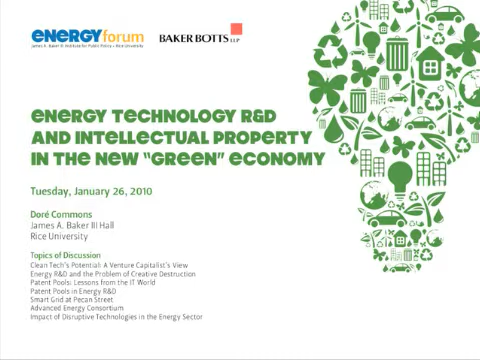 ENERGYforum
James A. Baker III Institute for Public Policy • Rice University
BAKER BOTTS LLP
ENERGY TECHNOLOGY R&D
AND INTELLECTUAL PROPERTY
IN THE NEW “GREEN” ECONOMY
Tuesday, January 26, 2010
Doré Commons
James A. Baker III Hall
Rice University
Topics of Discussion
Clean Tech's Potential: A Venture Capitalist's View
Energy R&D and the Problem of Creative Destruction
Patent Pools: Lessons from the IT World
Patent Pools in Energy R&D
Smart Grid at Pecan Street
Advanced Energy Consortium
Impact of Disruptive Technologies in the Energy Sector